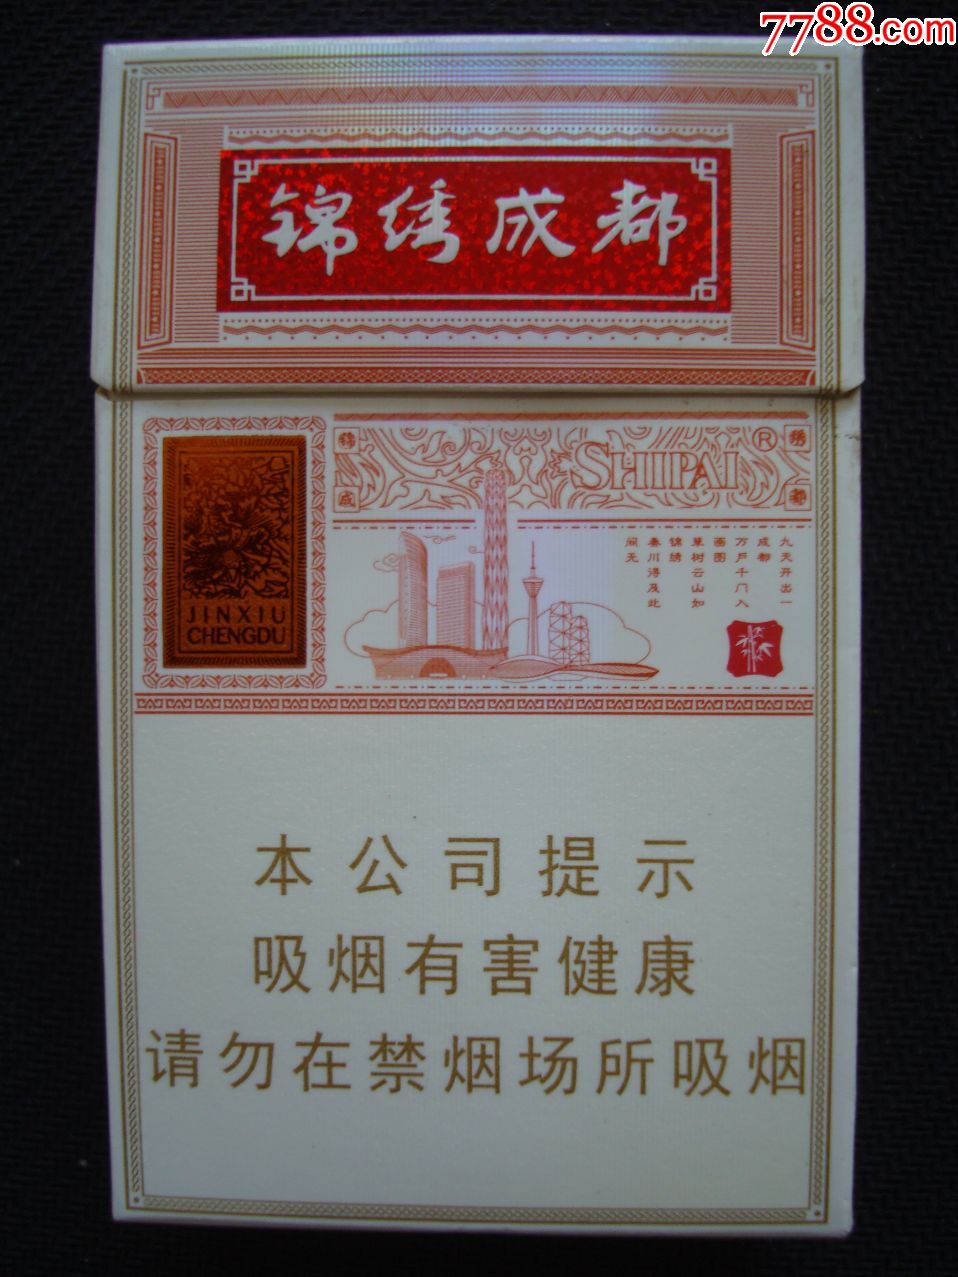 7788.com
锦绣成都
锦
成
SHIPAI®
绣
都
JINXIU
CHENGDU
九天开出一
成都
万户千门入
画图
草树云山如
锦绣
秦川得及此
间无
本公司提示
吸烟有害健康
请勿在禁烟场所吸烟